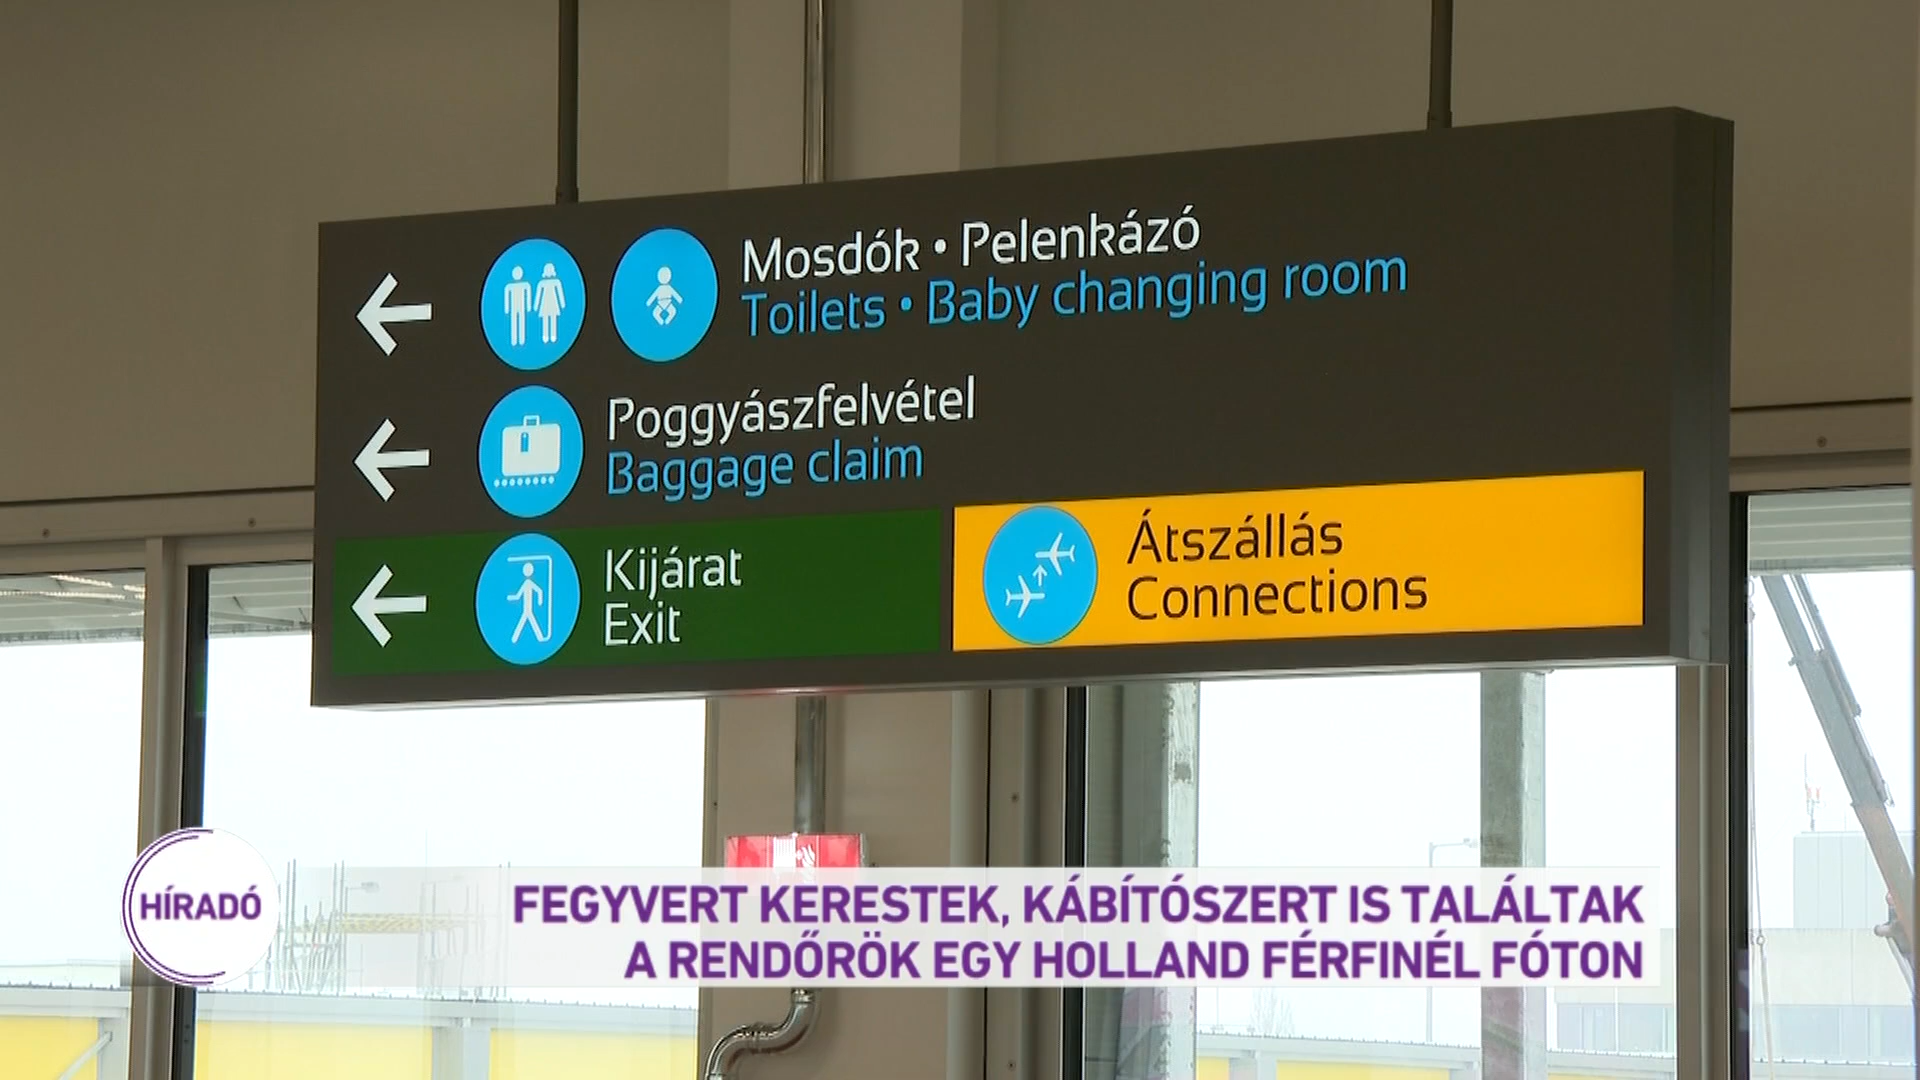 Mosdók • Pelenkázó
Toilets • Baby changing room
Poggyászfelvétel
Baggage claim
Kijárat
Exit
Átszállás
Connections
HÍRADÓ
FEGYVERT KERESTEK, KÁBÍTÓSZERT IS TALÁLTAK
A RENDŐRÖK EGY HOLLAND FÉRFINÉL FÓTON